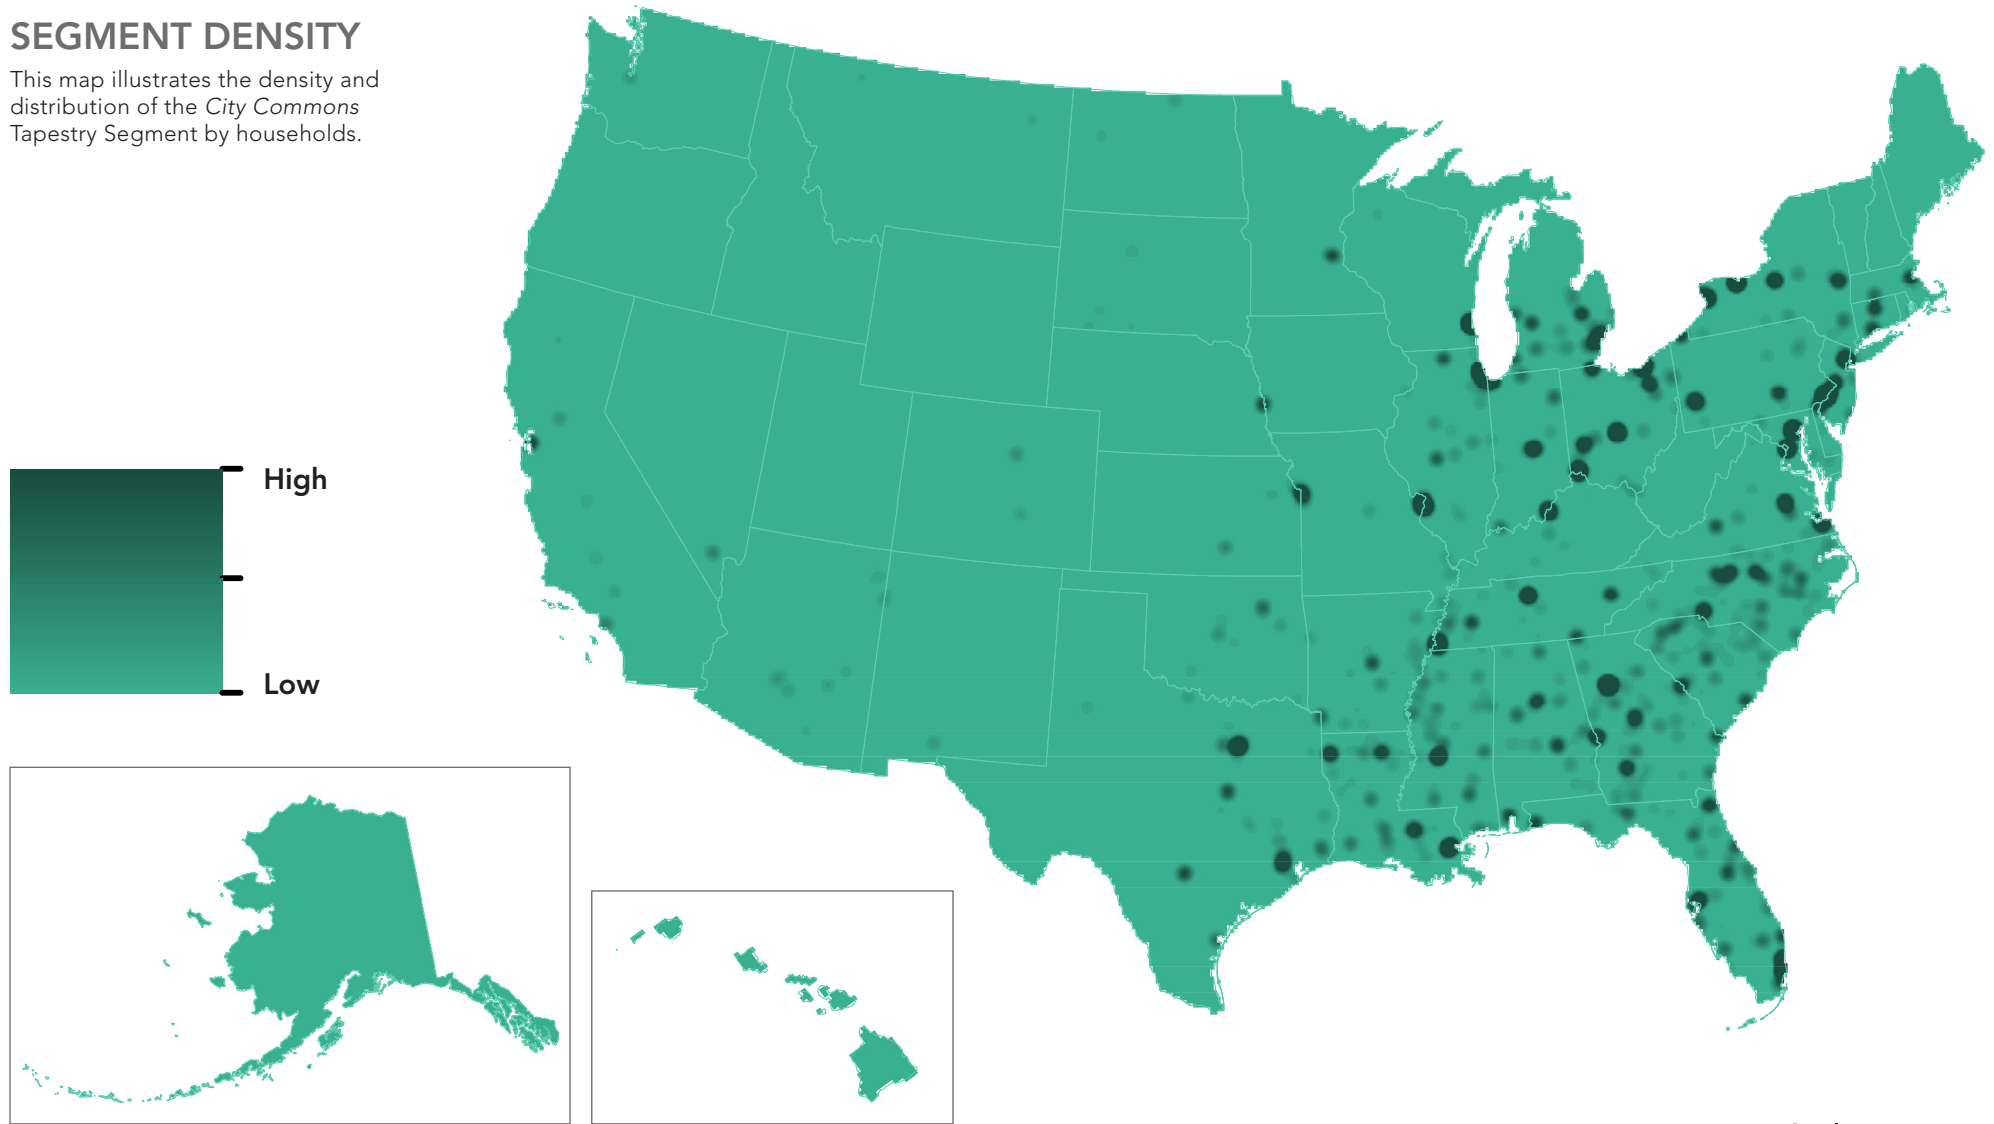 SEGMENT DENSITY
This map illustrates the density and
distribution of the City Commons
Tapestry Segment by households.
High
Low